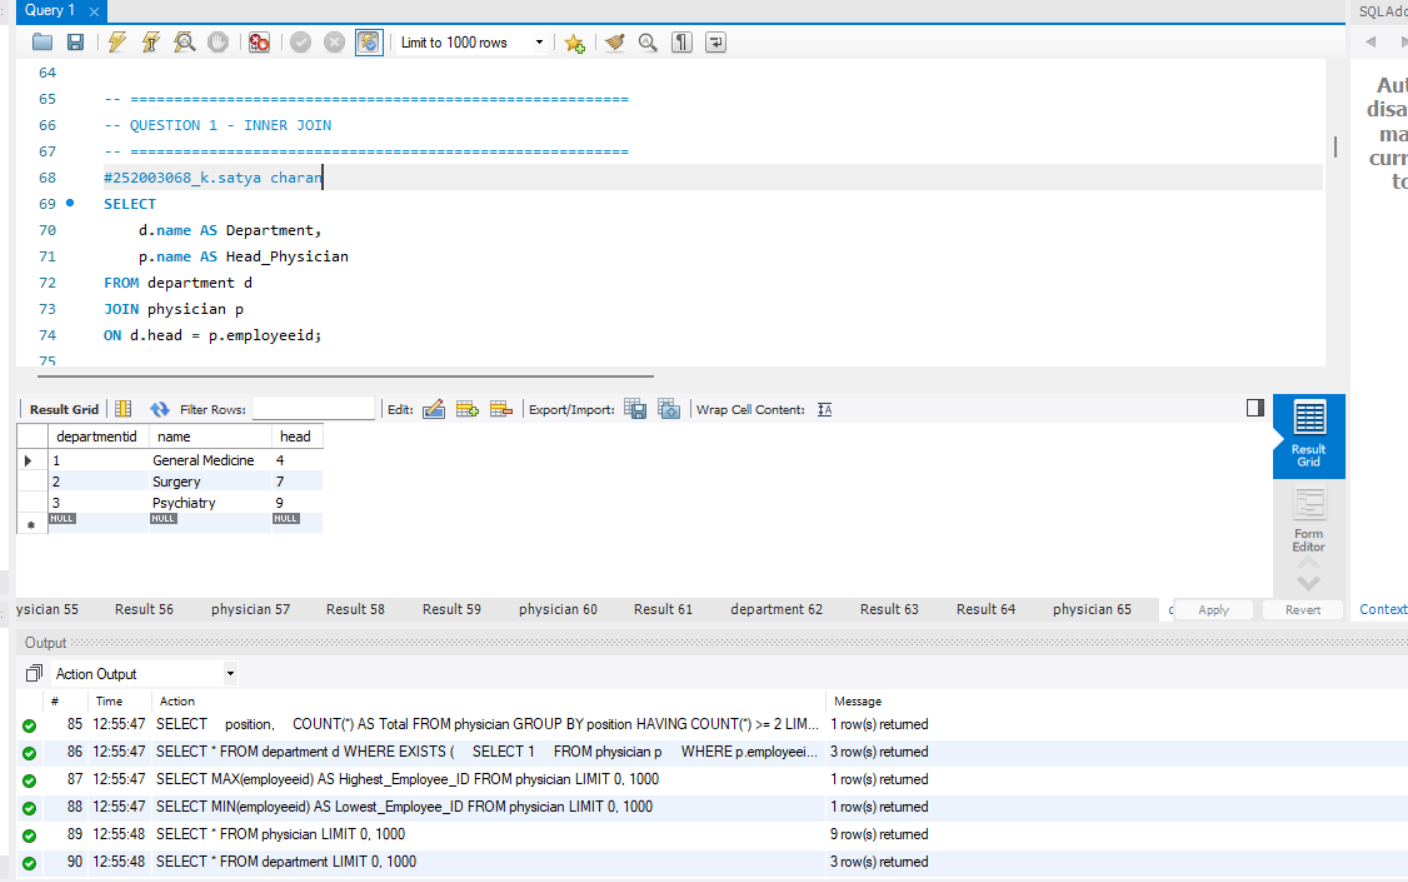 Query 1
SQLAdd
Limit to 1000 rows
64
65 -- =========================================================
66 -- QUESTION 1 - INNER JOIN
67 -- =========================================================
68 #252003068_k.satya charan
69 SELECT
70 d.name AS Department,
71 p.name AS Head_Physician
72 FROM department d
73 JOIN physician p
74 ON d.head = p.employeeid;
75
Aut
disa
ma
curr
to
Result Grid Filter Rows: Edit: Export/Import: Wrap Cell Content:
departmentid name head
1 General Medicine 4
2 Surgery 7
3 Psychiatry 9
NULL NULL NULL
Result
Grid
Form
Editor
ysician 55 Result 56 physician 57 Result 58 Result 59 physician 60 Result 61 department 62 Result 63 Result 64 physician 65 Apply Revert Context
Output
Action Output
# Time Action Message
85 12:55:47 SELECT position, COUNT(*) AS Total FROM physician GROUP BY position HAVING COUNT(*) >= 2 LIM... 1 row(s) returned
86 12:55:47 SELECT * FROM department d WHERE EXISTS ( SELECT 1 FROM physician p WHERE p.employeei... 3 row(s) returned
87 12:55:47 SELECT MAX(employeeid) AS Highest_Employee_ID FROM physician LIMIT 0, 1000 1 row(s) returned
88 12:55:47 SELECT MIN(employeeid) AS Lowest_Employee_ID FROM physician LIMIT 0, 1000 1 row(s) returned
89 12:55:48 SELECT * FROM physician LIMIT 0, 1000 9 row(s) returned
90 12:55:48 SELECT * FROM department LIMIT 0, 1000 3 row(s) returned